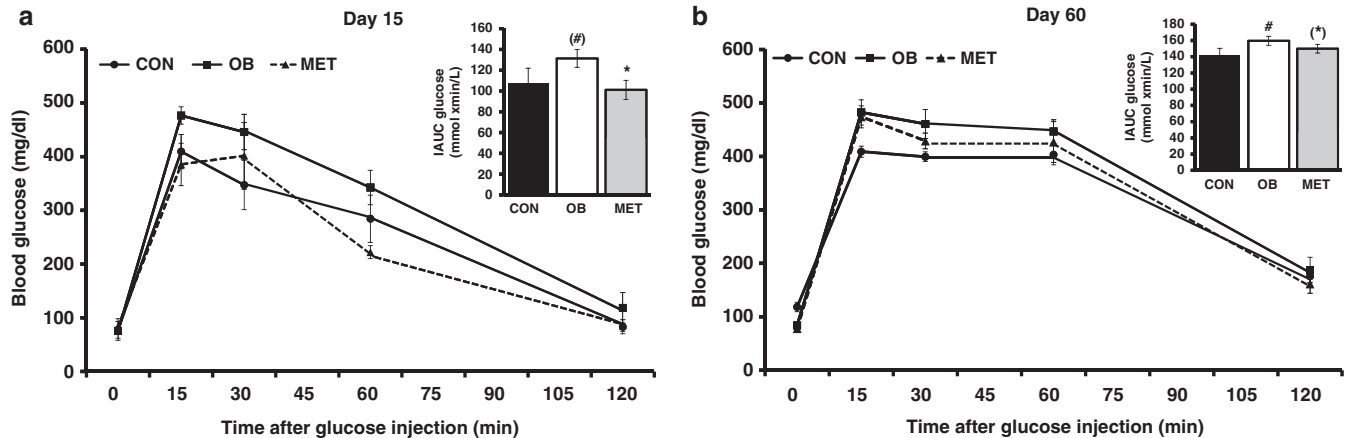 a
Day 15
600
500
400
300
200
100
0
Blood glucose (mg/dl)
CON OB MET
0 15 30 45 60 75 90 105 120
Time after glucose injection (min)
160
140
120
100
80
60
40
20
0
IAUC glucose
(mmol xmin/L)
(#)
*
CON OB MET
b
Day 60
600
500
400
300
200
100
0
Blood glucose (mg/dl)
CON OB MET
0 15 30 45 60 75 90 105 120
Time after glucose injection (min)
180
160
140
120
100
80
60
40
20
0
IAUC glucose
(mmol xmin/L)
#
(*)
CON OB MET